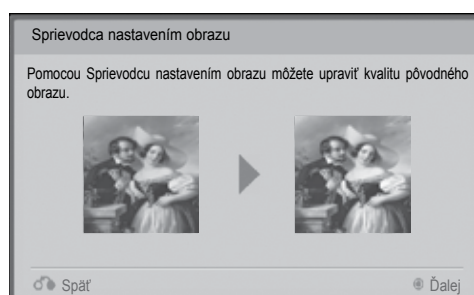 Sprievodca nastavením obrazu
Pomocou Sprievodcu nastavením obrazu môžete upraviť kvalitu pôvodného
obrazu.
Späť
Ďalej